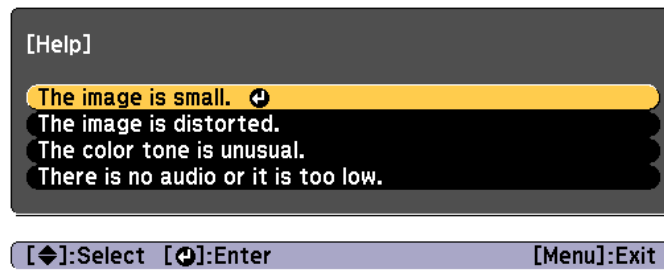 [Help]
The image is small.
The image is distorted.
The color tone is unusual.
There is no audio or it is too low.
[◆]:Select [⏎]:Enter [Menu]:Exit